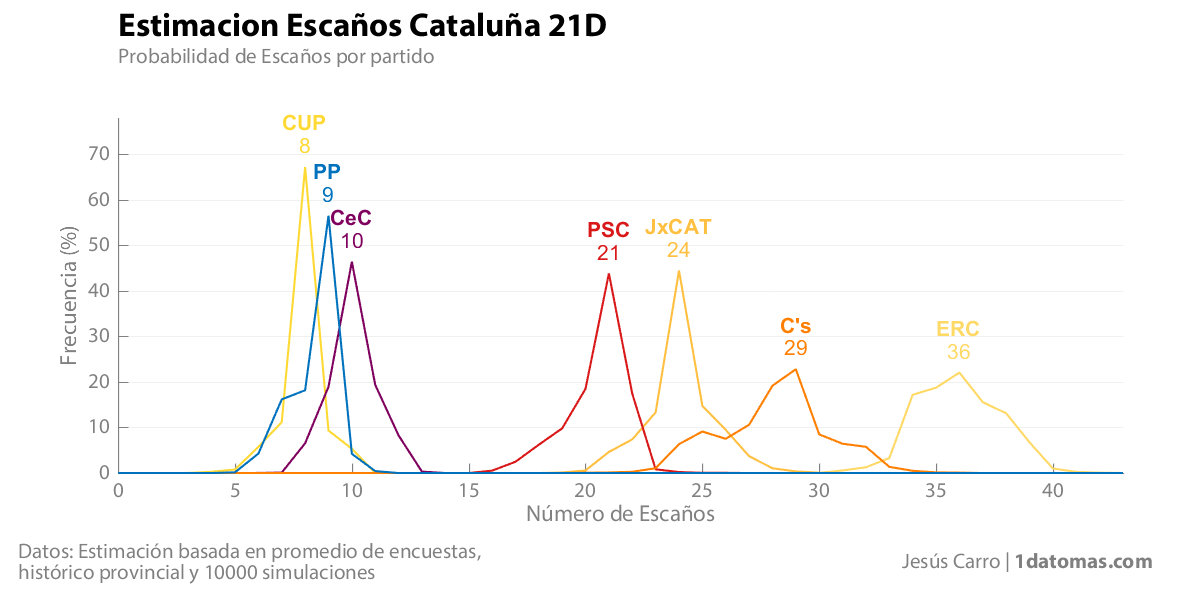 Estimacion Escaños Cataluña 21D
Probabilidad de Escaños por partido
CUP
8
PP
9
CeC
10
PSC
21
JxCAT
24
C's
29
ERC
36
Frecuencia (%)
70
60
50
40
30
20
10
0
0 5 10 15 20 25 30 35 40
Número de Escaños
Datos: Estimación basada en promedio de encuestas,
histórico provincial y 10000 simulaciones
Jesús Carro | 1datomas.com